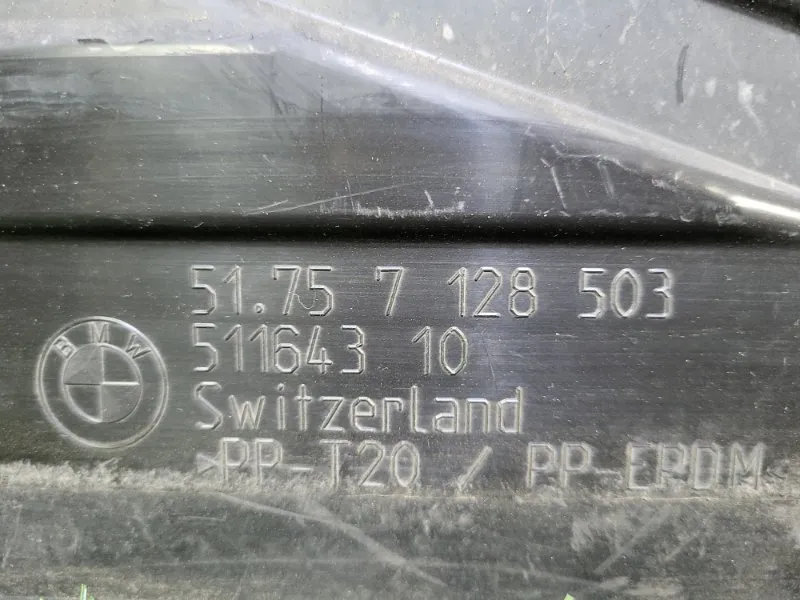 51.75 7 128 503
511643 10
BMW
Switzerland
>PP-T20 / PP-EPDM<